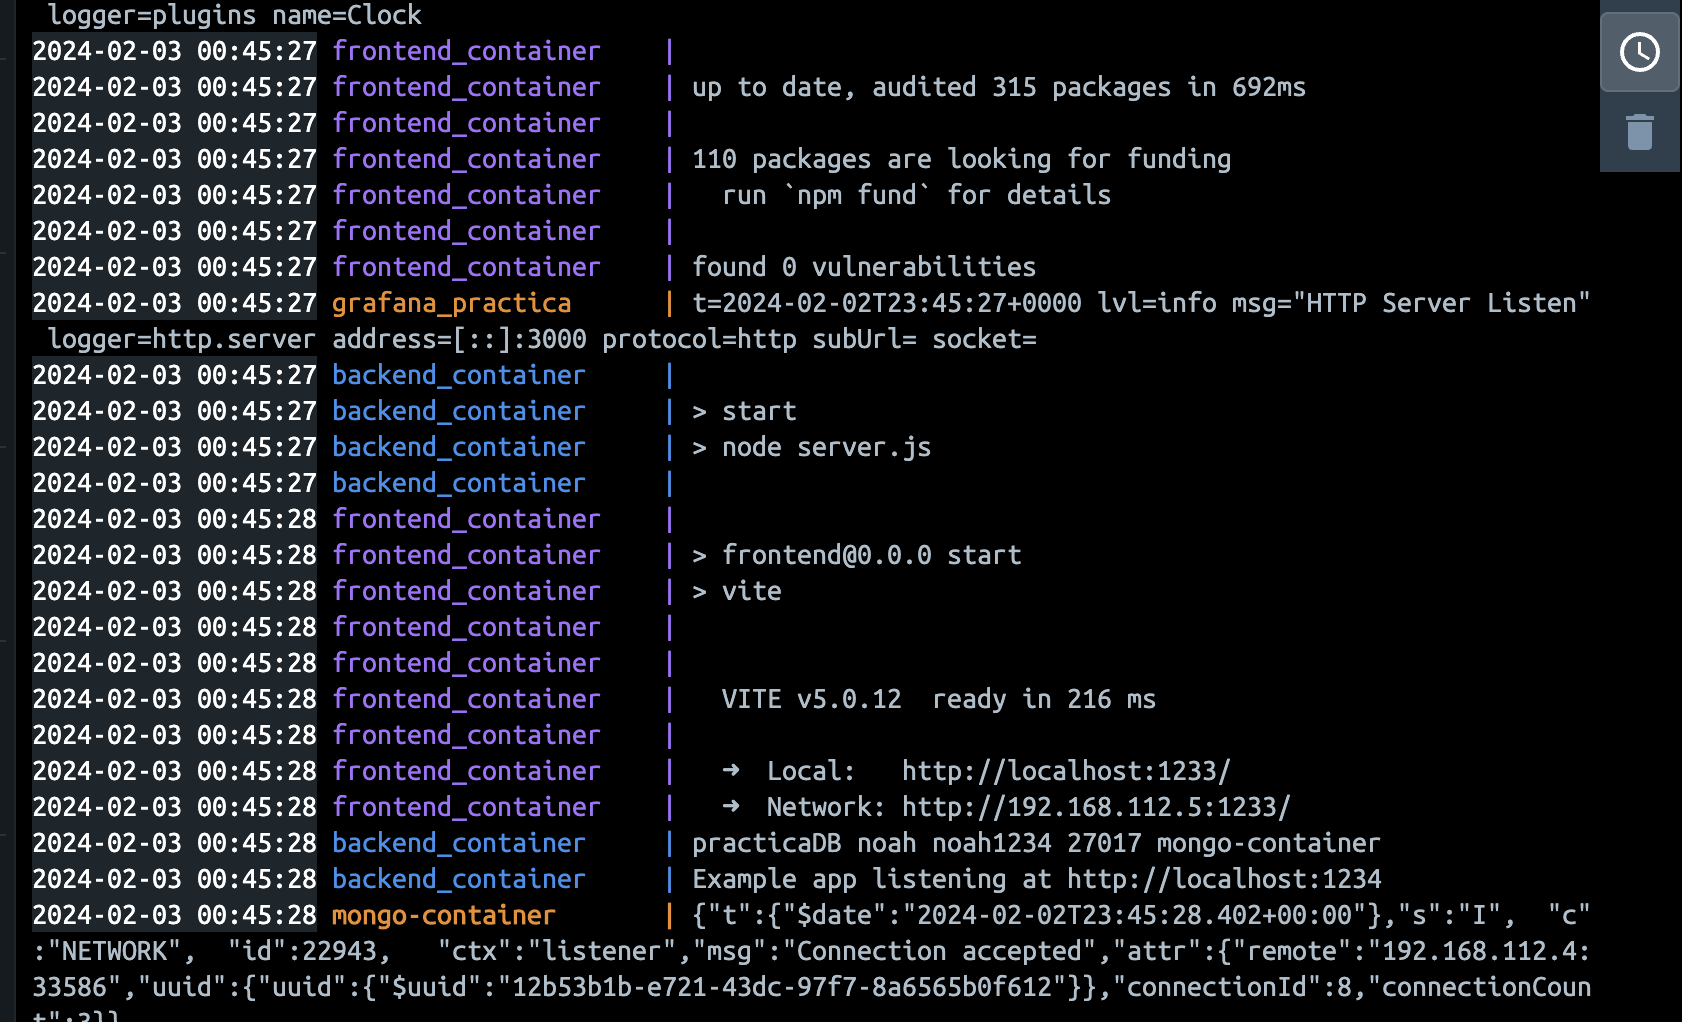 logger=plugins name=Clock
2024-02-03 00:45:27 frontend_container    |
2024-02-03 00:45:27 frontend_container    | up to date, audited 315 packages in 692ms
2024-02-03 00:45:27 frontend_container    |
2024-02-03 00:45:27 frontend_container    | 110 packages are looking for funding
2024-02-03 00:45:27 frontend_container    |   run `npm fund` for details
2024-02-03 00:45:27 frontend_container    |
2024-02-03 00:45:27 frontend_container    | found 0 vulnerabilities
2024-02-03 00:45:27 grafana_practica      | t=2024-02-02T23:45:27+0000 lvl=info msg="HTTP Server Listen"
logger=http.server address=[::]:3000 protocol=http subUrl= socket=
2024-02-03 00:45:27 backend_container     |
2024-02-03 00:45:27 backend_container     | > start
2024-02-03 00:45:27 backend_container     | > node server.js
2024-02-03 00:45:27 backend_container     |
2024-02-03 00:45:28 frontend_container    |
2024-02-03 00:45:28 frontend_container    | > frontend@0.0.0 start
2024-02-03 00:45:28 frontend_container    | > vite
2024-02-03 00:45:28 frontend_container    |
2024-02-03 00:45:28 frontend_container    |
2024-02-03 00:45:28 frontend_container    |   VITE v5.0.12  ready in 216 ms
2024-02-03 00:45:28 frontend_container    |
2024-02-03 00:45:28 frontend_container    |   ➜  Local:   http://localhost:1233/
2024-02-03 00:45:28 frontend_container    |   ➜  Network: http://192.168.112.5:1233/
2024-02-03 00:45:28 backend_container     | practicaDB noah noah1234 27017 mongo-container
2024-02-03 00:45:28 backend_container     | Example app listening at http://localhost:1234
2024-02-03 00:45:28 mongo-container       | {"t":{"$date":"2024-02-02T23:45:28.402+00:00"},"s":"I",  "c"
:"NETWORK",  "id":22943,   "ctx":"listener","msg":"Connection accepted","attr":{"remote":"192.168.112.4:
33586","uuid":{"uuid":{"$uuid":"12b53b1b-e721-43dc-97f7-8a6565b0f612"}},"connectionId":8,"connectionCoun
t":3}}